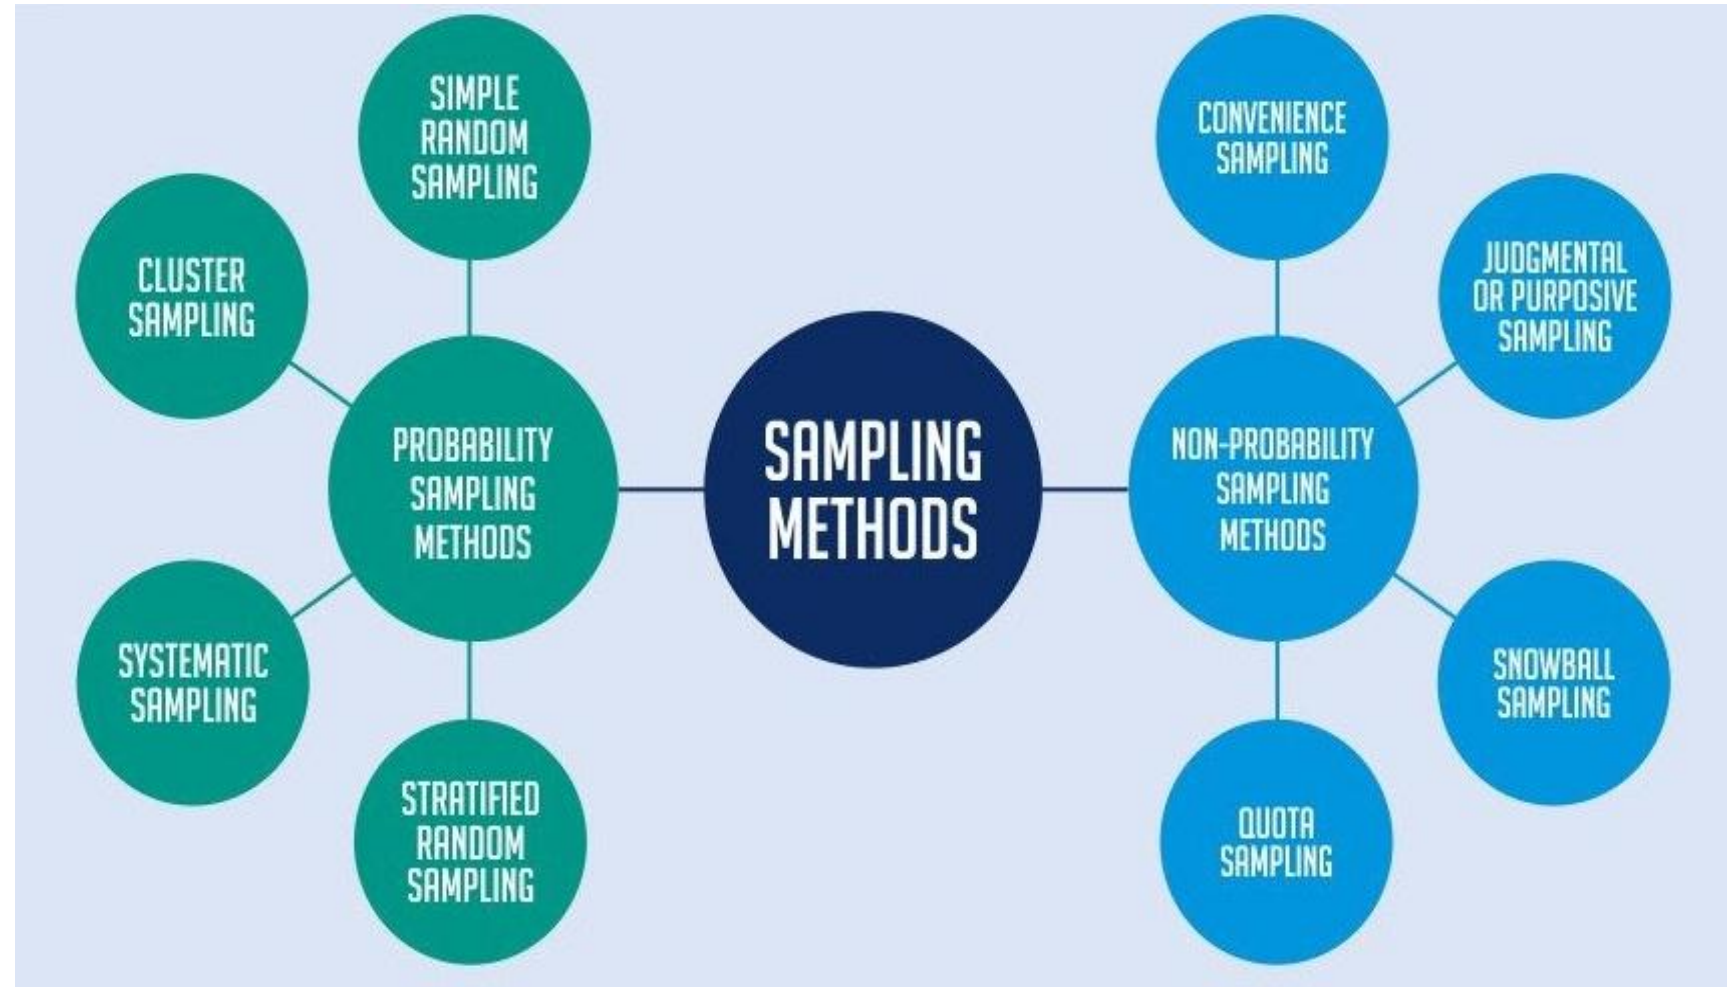 SIMPLE
RANDOM
SAMPLING
CLUSTER
SAMPLING
PROBABILITY
SAMPLING
METHODS
SYSTEMATIC
SAMPLING
STRATIFIED
RANDOM
SAMPLING
SAMPLING
METHODS
CONVENIENCE
SAMPLING
JUDGMENTAL
OR PURPOSIVE
SAMPLING
NON-PROBABILITY
SAMPLING
METHODS
SNOWBALL
SAMPLING
QUOTA
SAMPLING